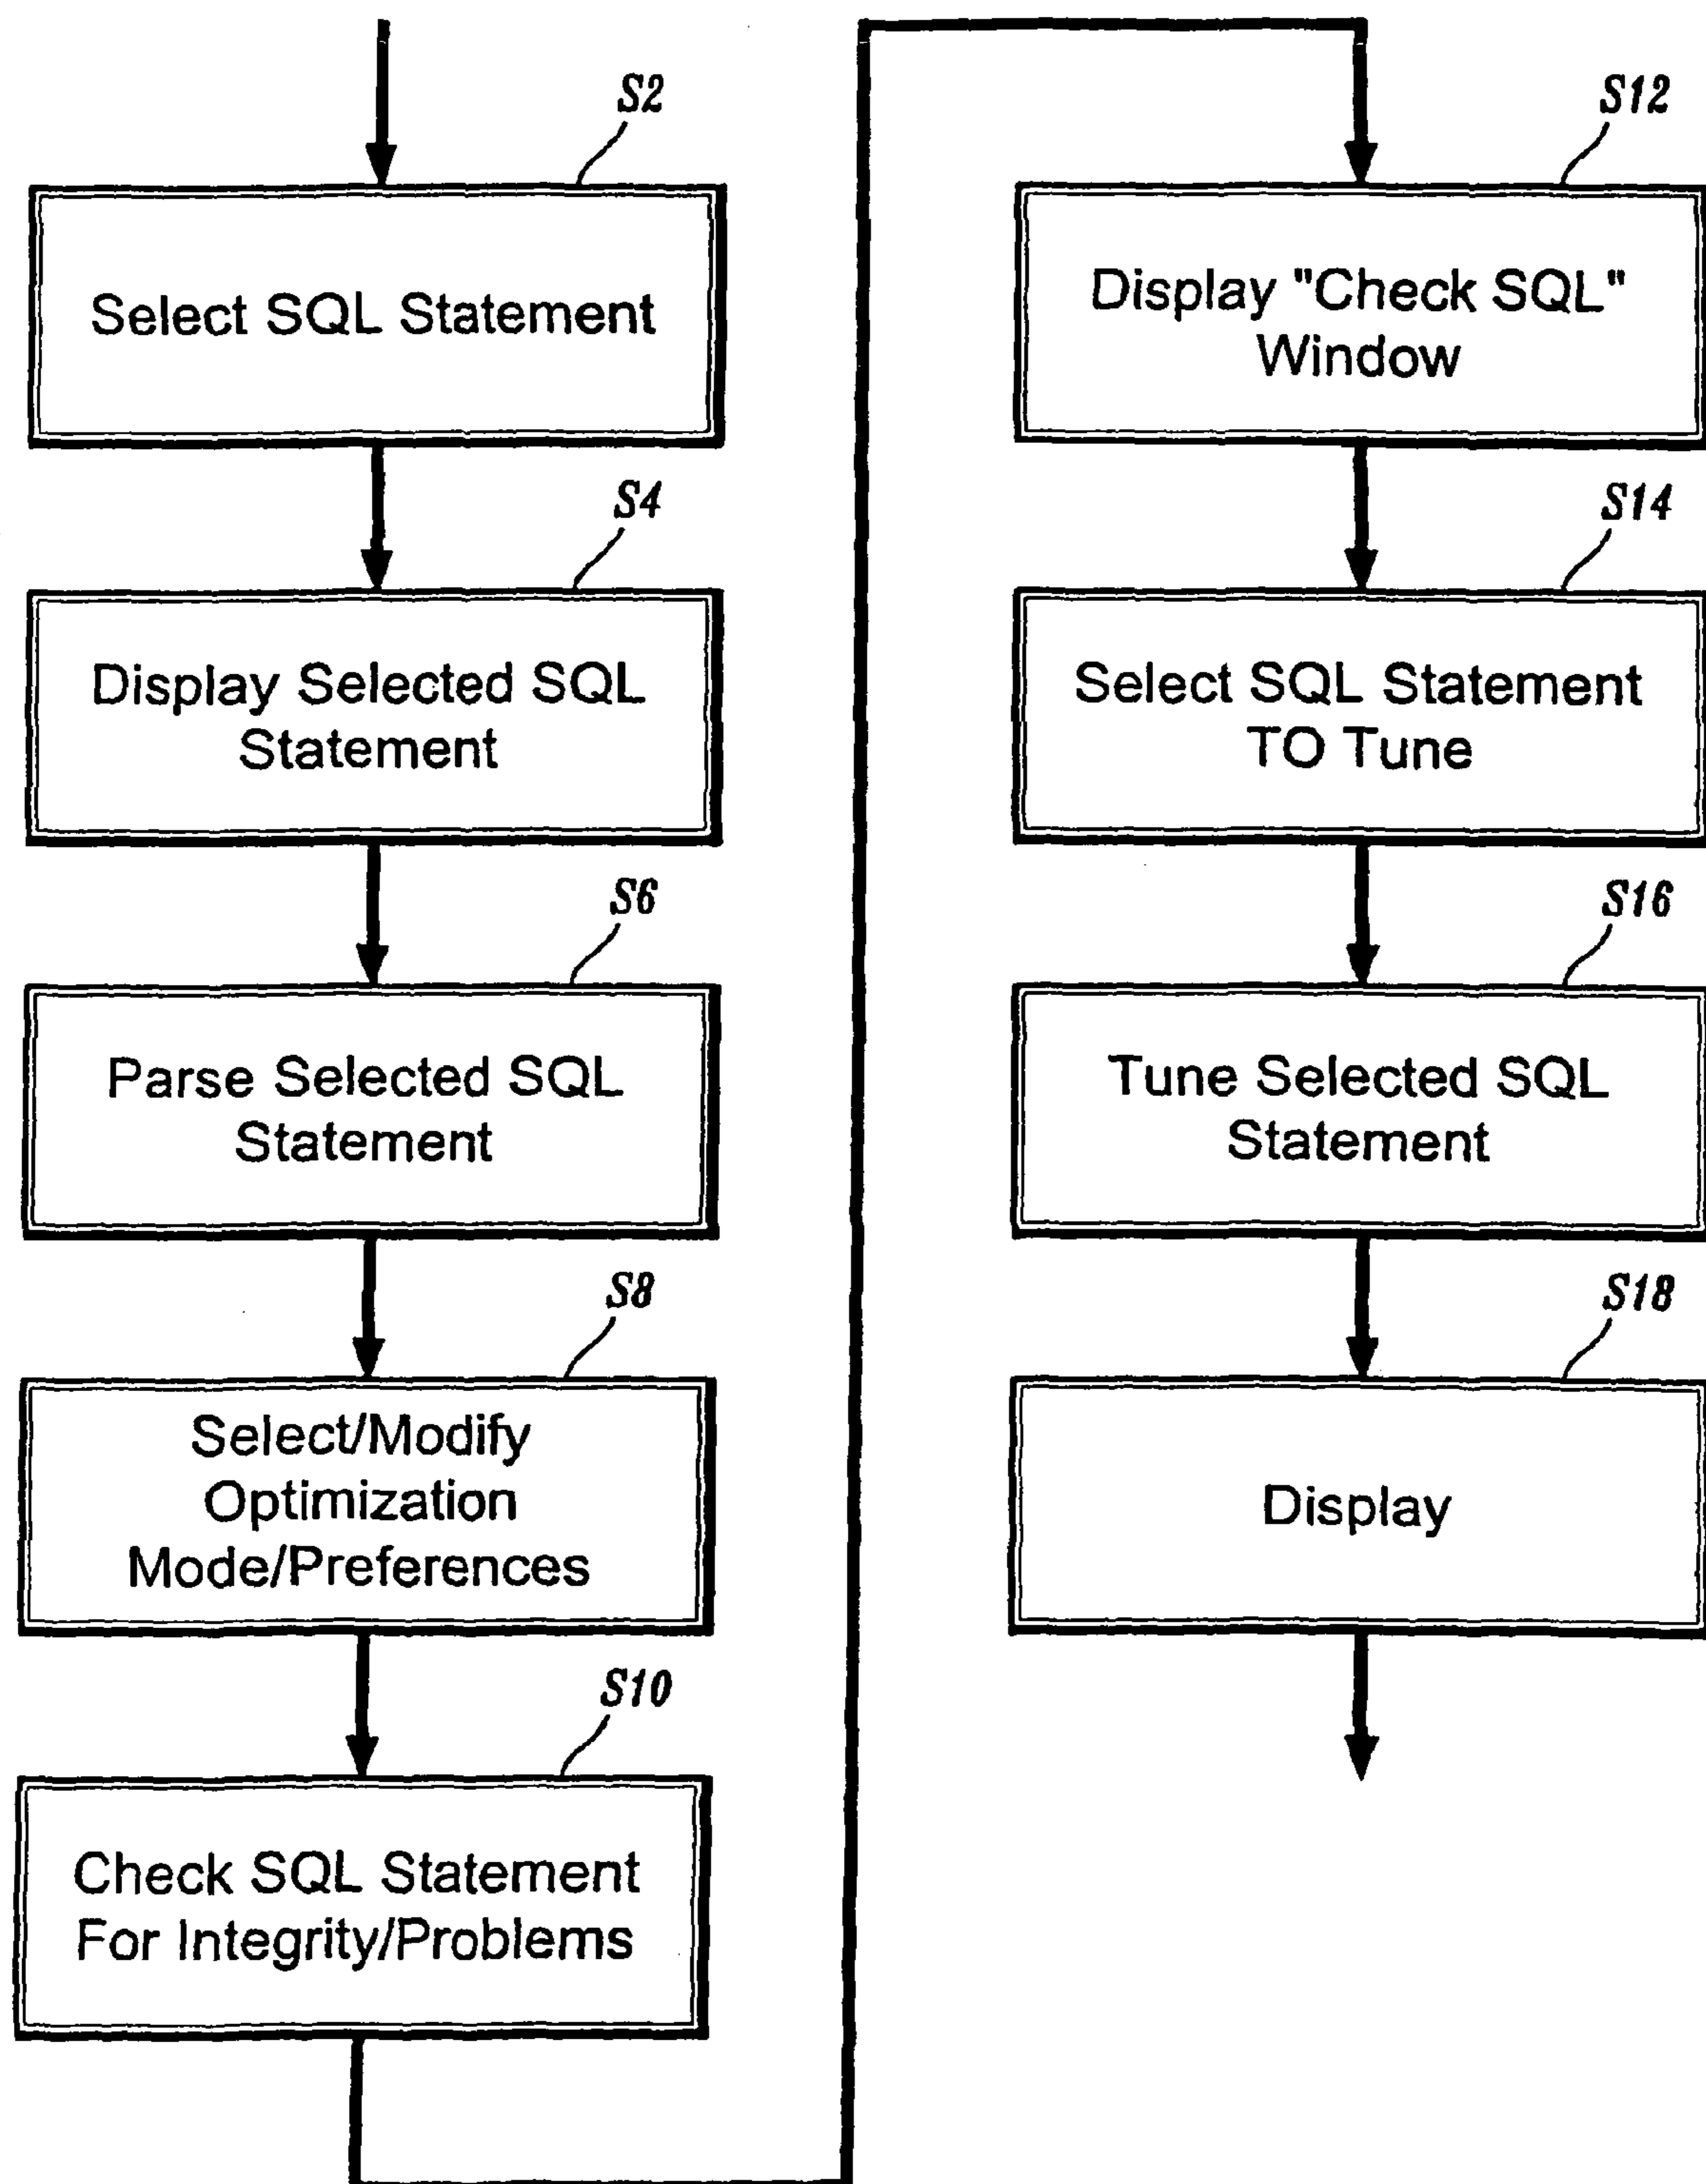 S2
Select SQL Statement
S4
Display Selected SQL
Statement
S6
Parse Selected SQL
Statement
S8
Select/Modify
Optimization
Mode/Preferences
S10
Check SQL Statement
For Integrity/Problems
S12
Display "Check SQL"
Window
S14
Select SQL Statement
TO Tune
S16
Tune Selected SQL
Statement
S18
Display